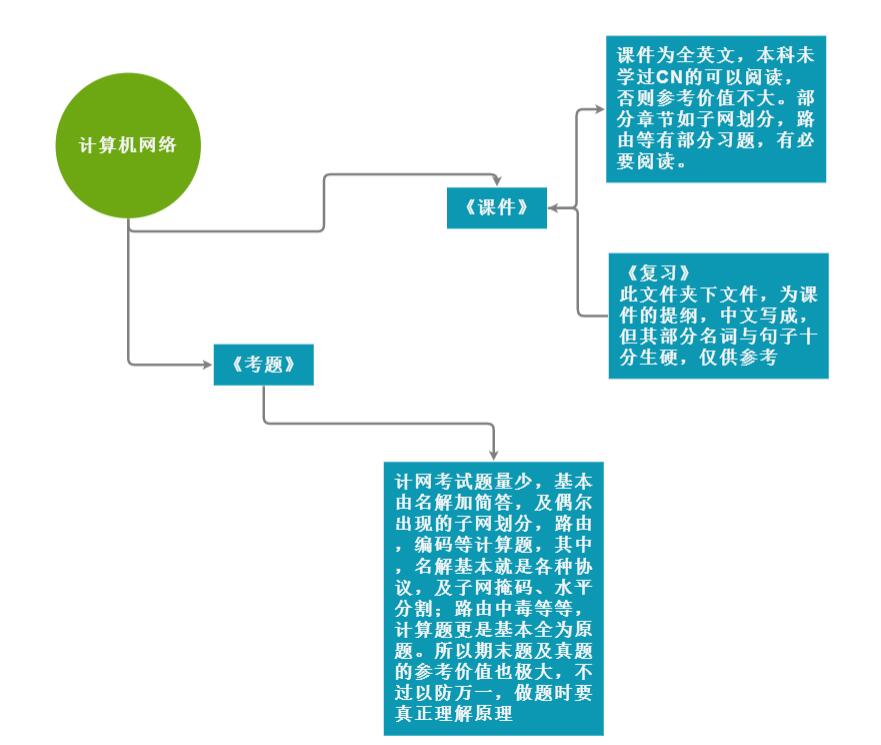 计算机网络
课件为全英文，本科未
学过CN的可以阅读，
否则参考价值不大。部
分章节如子网划分，路
由等有部分习题，有必
要阅读。
《课件》
《复习》
此文件夹下文件，为课
件的提纲，中文写成，
但其部分名词与句子十
分生硬，仅供参考
《考题》
计网考试题量少，基本
由名解加简答，及偶尔
出现的子网划分，路由
，编码等计算题，其中
，名解基本就是各种协
议，及子网掩码、水平
分割；路由中毒等等，
计算题更是基本全为原
题。所以期末题及真题
的参考价值也极大，不
过以防万一，做题时要
真正理解原理